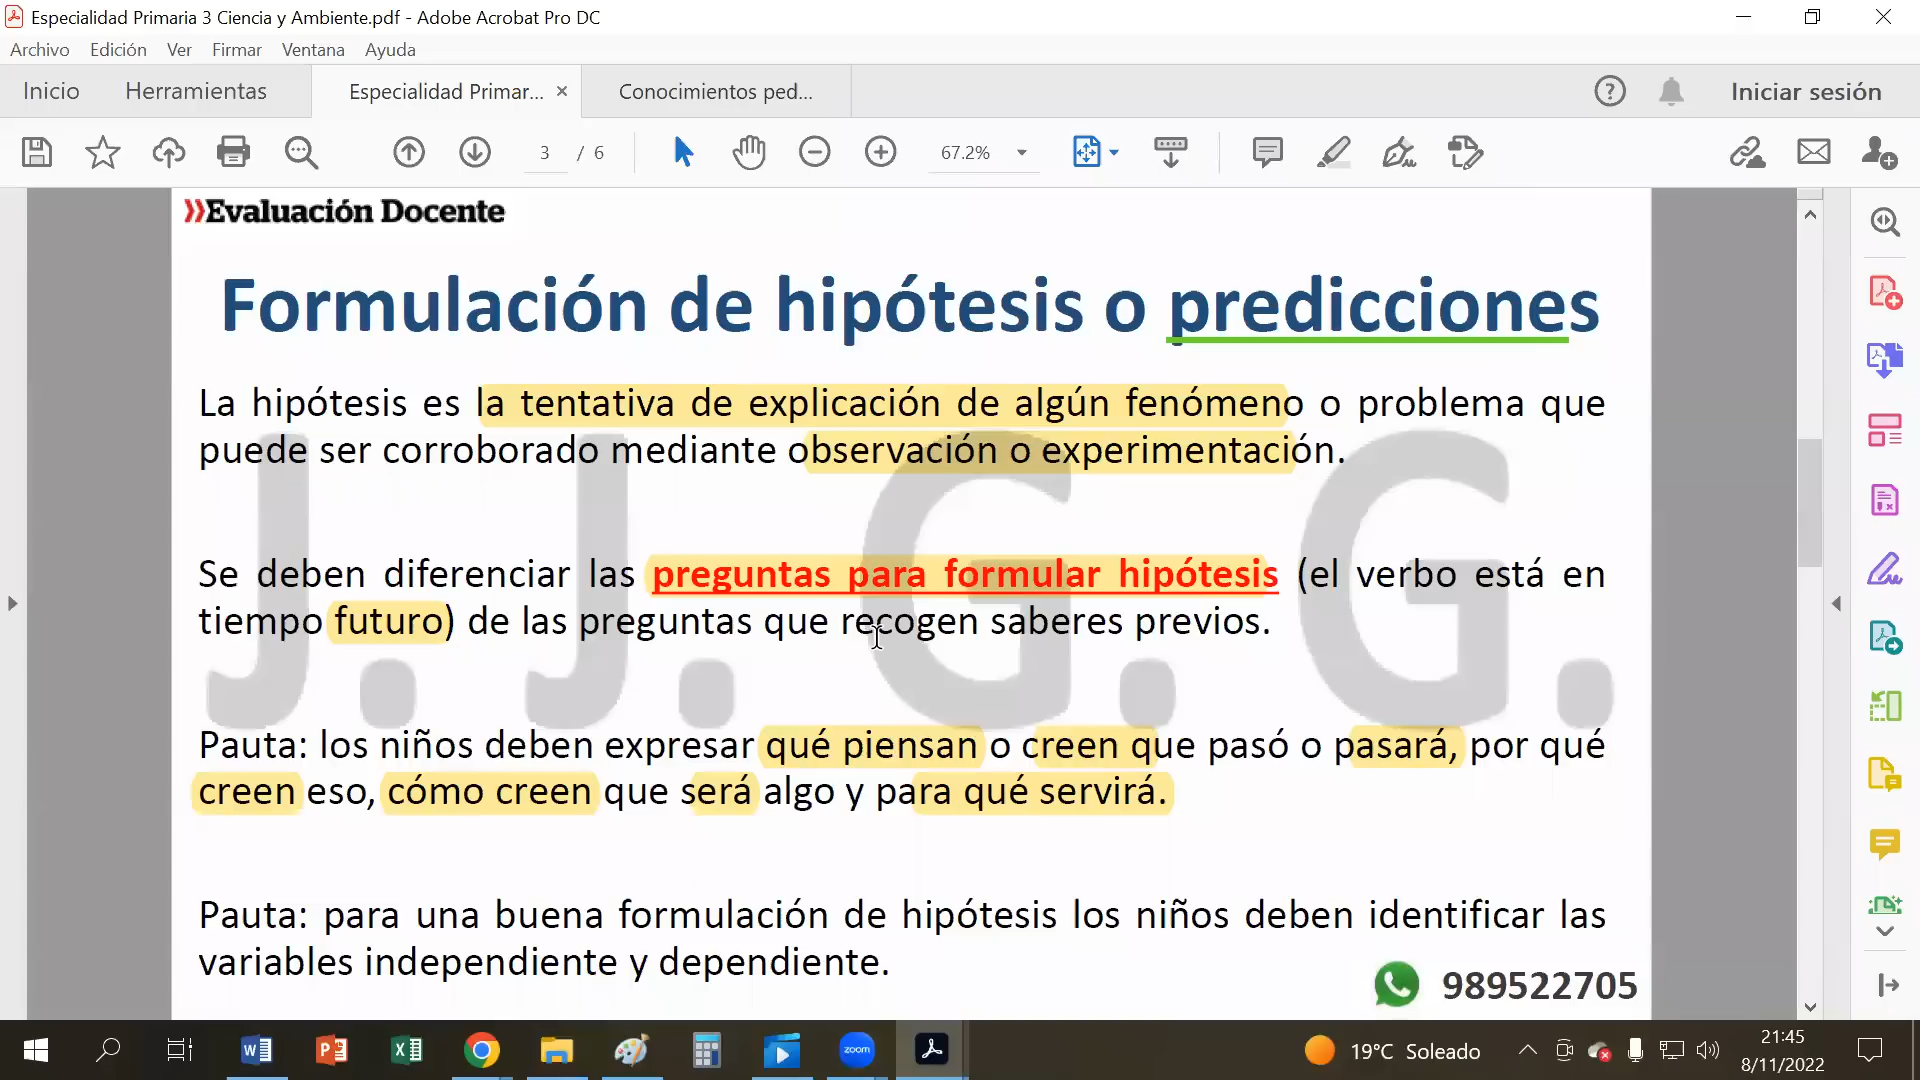 Especialidad Primaria 3 Ciencia y Ambiente.pdf - Adobe Acrobat Pro DC
Archivo Edición Ver Firmar Ventana Ayuda
Inicio Herramientas Especialidad Primar... × Conocimientos ped... Iniciar sesión
3 / 6 67.2%
Evaluación Docente
Formulación de hipótesis o predicciones
La hipótesis es la tentativa de explicación de algún fenómeno o problema que
puede ser corroborado mediante observación o experimentación.
Se deben diferenciar las preguntas para formular hipótesis (el verbo está en
tiempo futuro) de las preguntas que recogen saberes previos.
Pauta: los niños deben expresar qué piensan o creen que pasó o pasará, por qué
creen eso, cómo creen que será algo y para qué servirá.
Pauta: para una buena formulación de hipótesis los niños deben identificar las
variables independiente y dependiente.
J. J. G. G.
989522705
zoom
19°C Soleado
21:45
8/11/2022